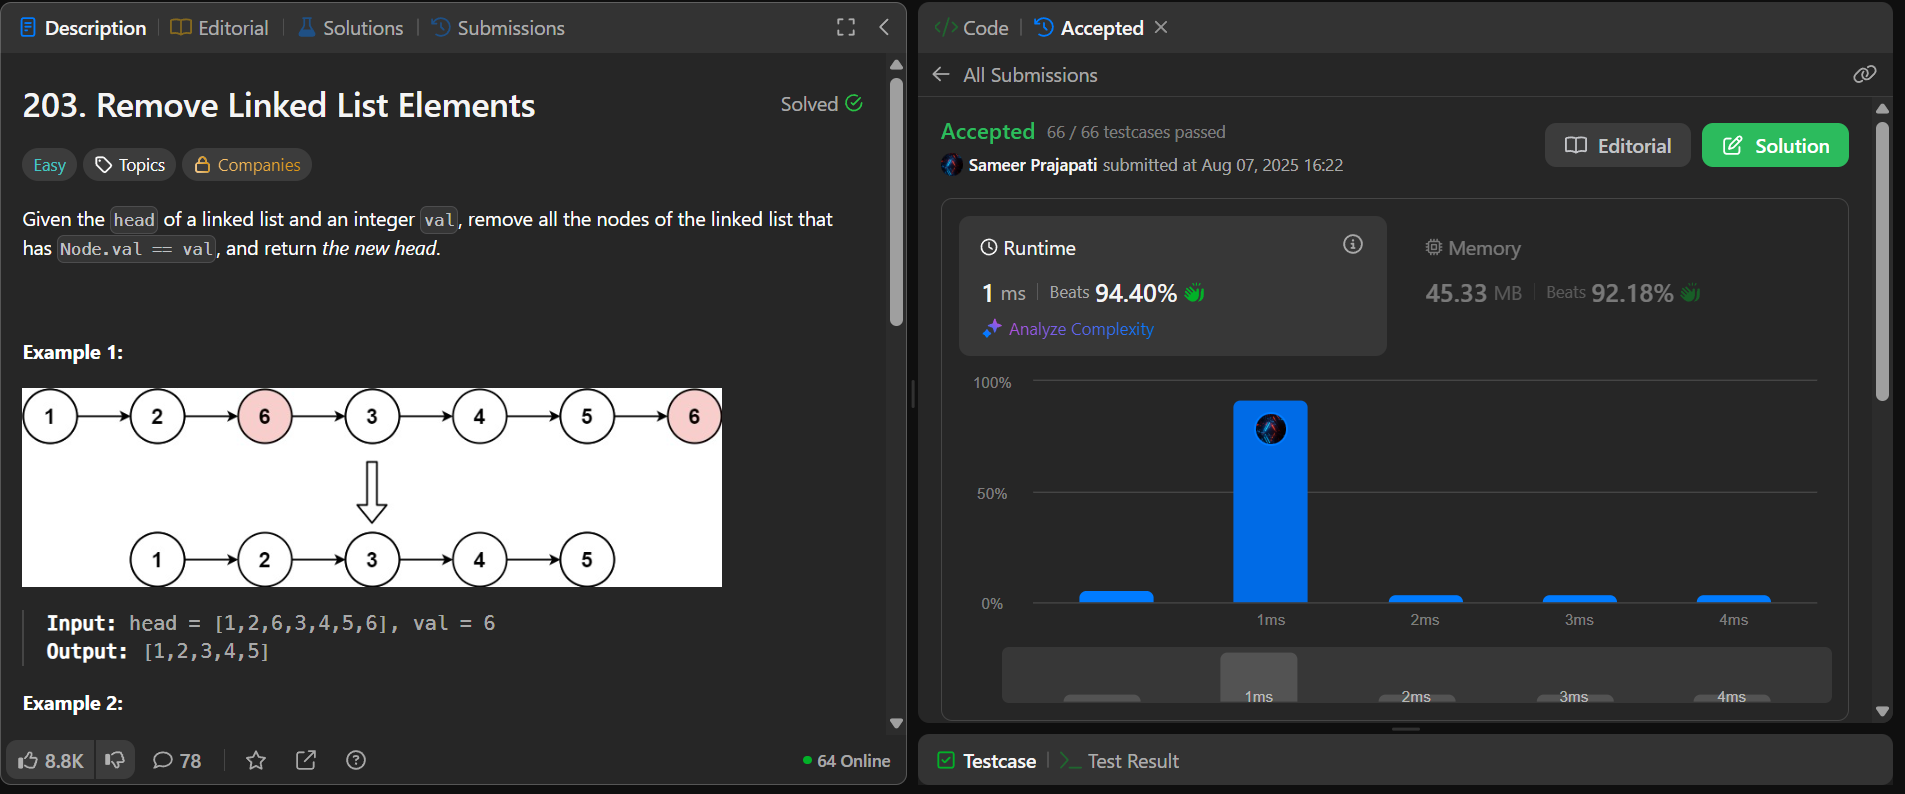 Description Editorial Solutions Submissions
203. Remove Linked List Elements
Solved
Easy Topics Companies
Given the head of a linked list and an integer val, remove all the nodes of the linked list that
has Node.val == val, and return the new head.
Example 1:
1 2 6 3 4 5 6
1 2 3 4 5
Input: head = [1,2,6,3,4,5,6], val = 6
Output: [1,2,3,4,5]
Example 2:
8.8K 78 64 Online
Code Accepted
All Submissions
Accepted 66 / 66 testcases passed
Sameer Prajapati submitted at Aug 07, 2025 16:22
Editorial Solution
Runtime
1 ms Beats 94.40%
Analyze Complexity
Memory
45.33 MB Beats 92.18%
100%
50%
0%
1ms 2ms 3ms 4ms
1ms 2ms 3ms 4ms
Testcase Test Result